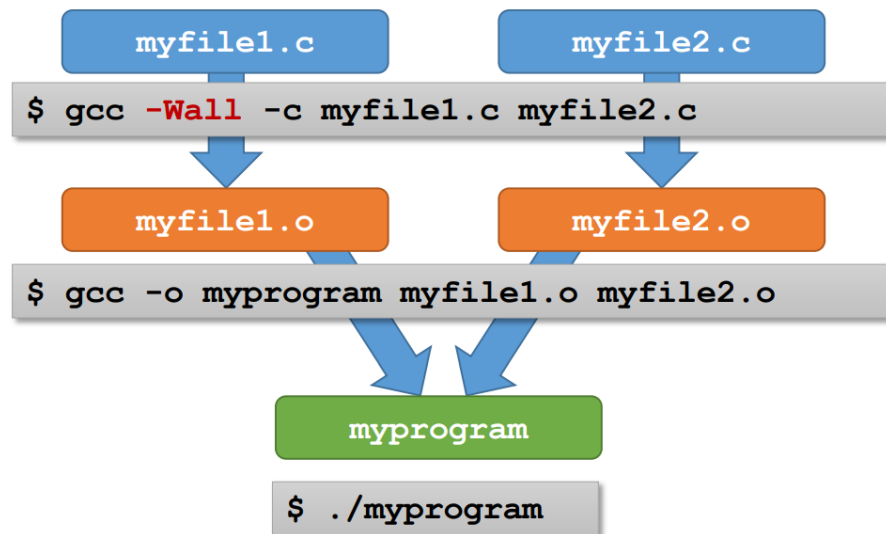 myfile1.c myfile2.c
$ gcc -Wall -c myfile1.c myfile2.c
myfile1.o myfile2.o
$ gcc -o myprogram myfile1.o myfile2.o
myprogram
$ ./myprogram